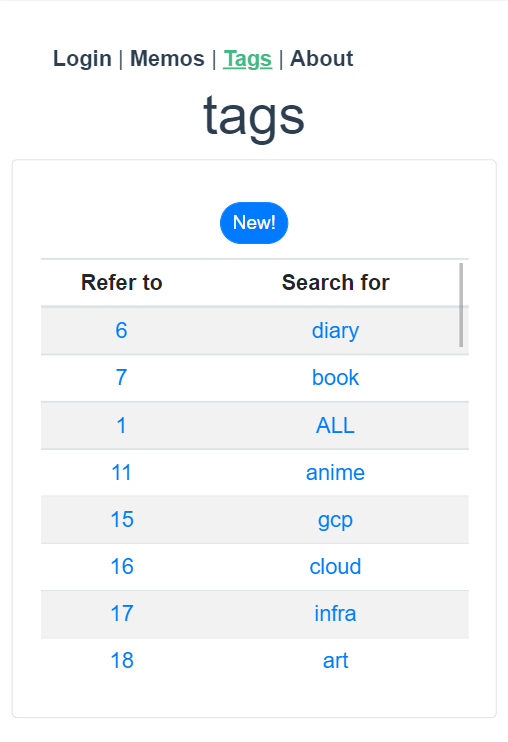 Login | Memos | Tags | About
tags
New!
Refer to Search for
6 diary
7 book
1 ALL
11 anime
15 gcp
16 cloud
17 infra
18 art